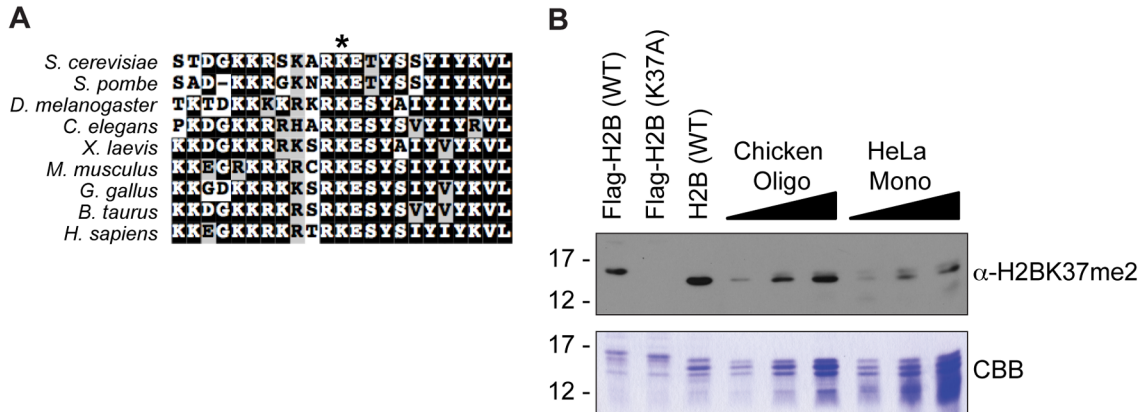 A
*
S. cerevisiae STDGKKRSKARKETYSSYIYKVL
S. pombe SAD-KKRGKNRKETYSSYIYKVL
D. melanogaster TKTDKKKKRKRKESYAIYIYKVL
C. elegans PKDGKKRRHARKESYSVYIYRVL
X. laevis KKDGKKRRKSRKESYAIYVYKVL
M. musculus KKEGRKRKRCRKESYSIYIYKVL
G. gallus KKGDKKRKKSRKESYSIYVYKVL
B. taurus KKDGKKRKRSRKESYSVYVYKVL
H. sapiens KKEGKKRKRTRKESYSIYIYKVL
B
Flag-H2B (WT)
Flag-H2B (K37A)
H2B (WT)
Chicken
Oligo
HeLa
Mono
17 -
12 -
α-H2BK37me2
17 -
12 -
CBB